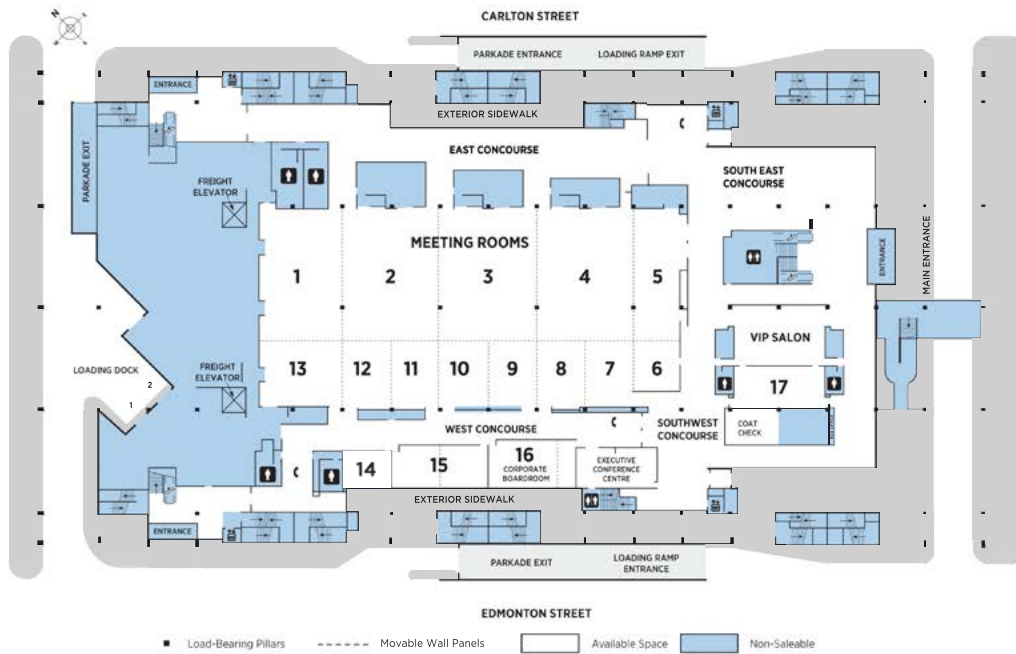 CARLTON STREET
N
E
S
W
PARKADE ENTRANCE
LOADING RAMP EXIT
ENTRANCE
EXTERIOR SIDEWALK
PARKADE EXIT
EAST CONCOURSE
SOUTH EAST
CONCOURSE
FREIGHT
ELEVATOR
MEETING ROOMS
1
2
3
4
5
ENTRANCE
MAIN ENTRANCE
VIP SALON
LOADING DOCK
2
1
FREIGHT
ELEVATOR
13
12
11
10
9
8
7
6
17
WEST CONCOURSE
SOUTHWEST
CONCOURSE
COAT
CHECK
14
15
16
CORPORATE
BOARDROOM
EXECUTIVE
CONFERENCE
CENTRE
EXTERIOR SIDEWALK
ENTRANCE
PARKADE EXIT
LOADING RAMP
ENTRANCE
EDMONTON STREET
Load-Bearing Pillars
Movable Wall Panels
Available Space
Non-Saleable